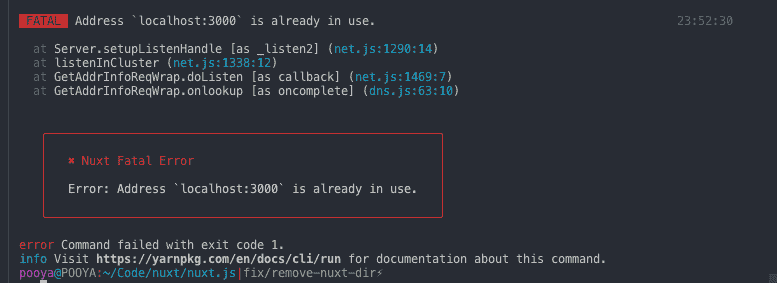 FATAL Address `localhost:3000` is already in use. 23:52:30
at Server.setupListenHandle [as _listen2] (net.js:1290:14)
at listenInCluster (net.js:1338:12)
at GetAddrInfoReqWrap.doListen [as callback] (net.js:1469:7)
at GetAddrInfoReqWrap.onlookup [as oncomplete] (dns.js:63:10)
✖ Nuxt Fatal Error
Error: Address `localhost:3000` is already in use.
error Command failed with exit code 1.
info Visit https://yarnpkg.com/en/docs/cli/run for documentation about this command.
pooya@POOYA:~/Code/nuxt/nuxt.js|fix/remove-nuxt-dir⚡